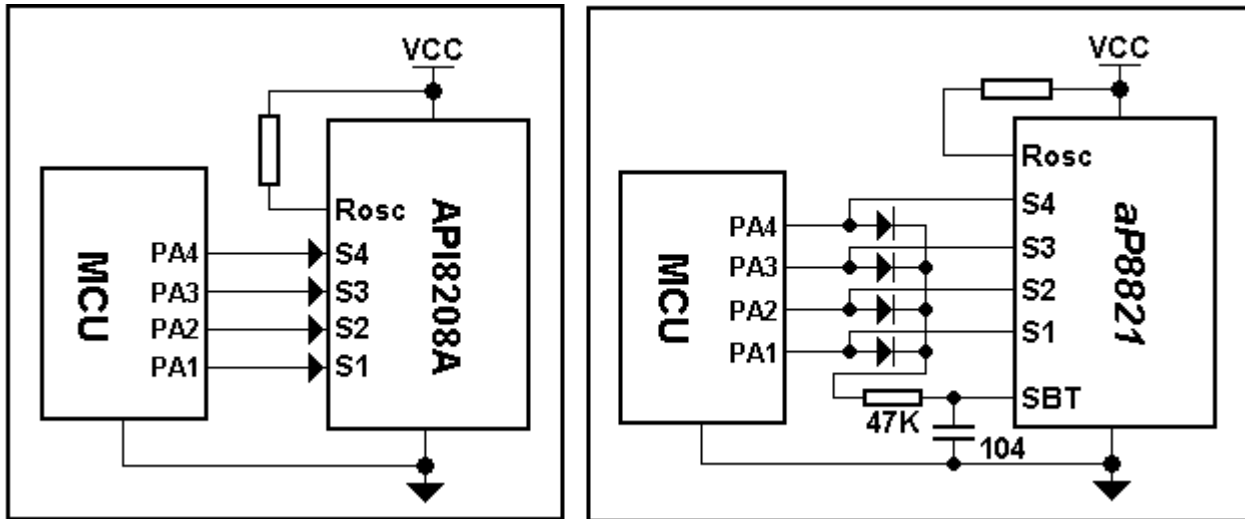 VCC
Rosc
MCU
API8208A
PA4
S4
PA3
S3
PA2
S2
PA1
S1
VCC
Rosc
MCU
aP8821
S4
PA4
S3
PA3
S2
PA2
S1
PA1
SBT
47K
104